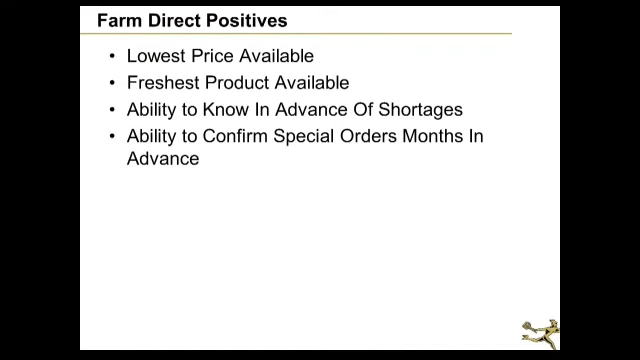 Farm Direct Positives
• Lowest Price Available
• Freshest Product Available
• Ability to Know In Advance Of Shortages
• Ability to Confirm Special Orders Months In
Advance